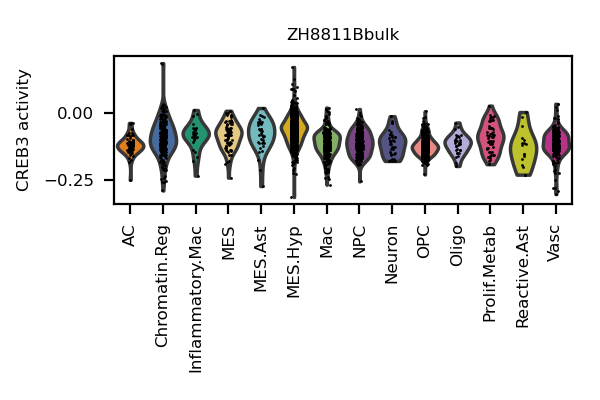 ZH8811Bbulk
CREB3 activity
0.00
−0.25
AC
Chromatin.Reg
Inflammatory.Mac
MES
MES.Ast
MES.Hyp
Mac
NPC
Neuron
OPC
Oligo
Prolif.Metab
Reactive.Ast
Vasc